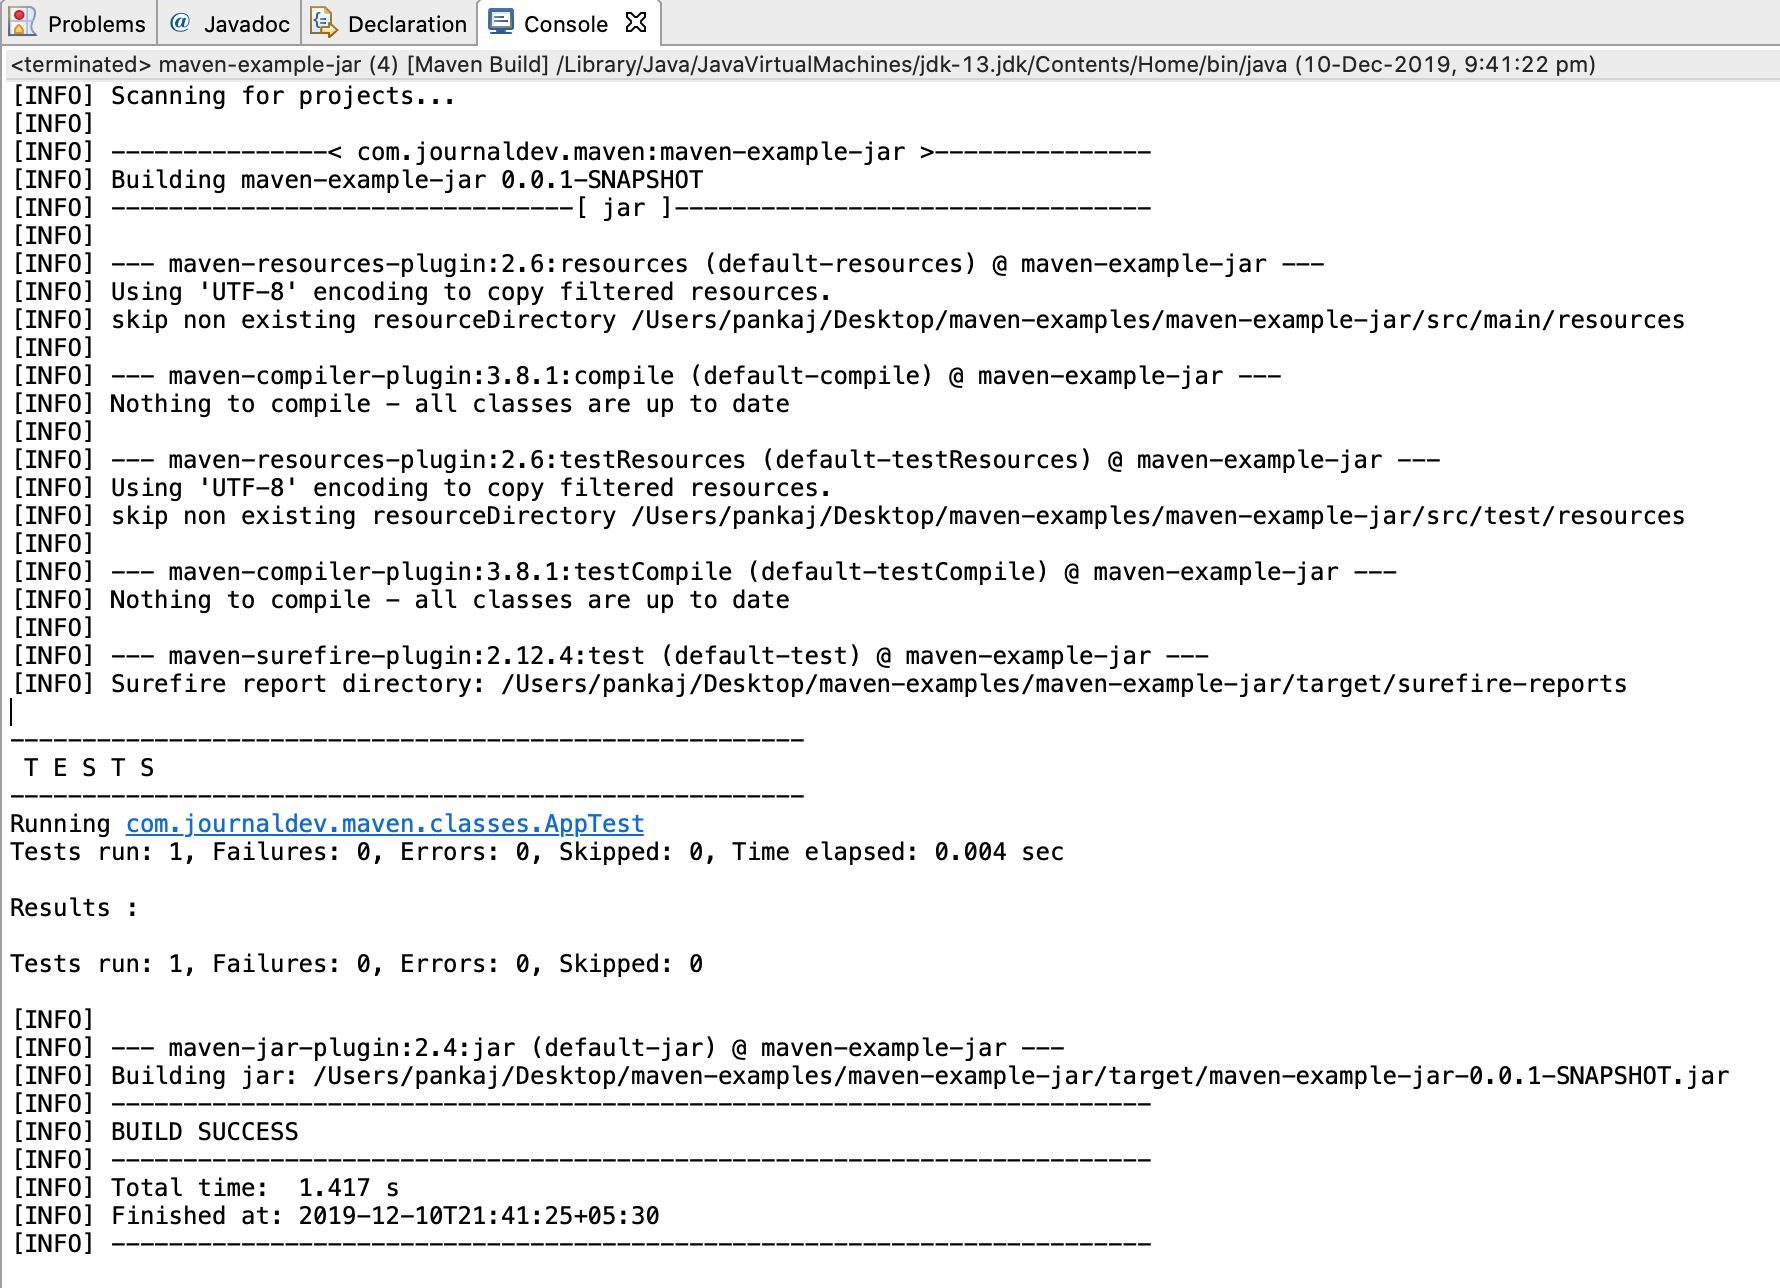 Problems @ Javadoc Declaration Console
<terminated> maven-example-jar (4) [Maven Build] /Library/Java/JavaVirtualMachines/jdk-13.jdk/Contents/Home/bin/java (10-Dec-2019, 9:41:22 pm)
[INFO] Scanning for projects...
[INFO]
[INFO] ---------------< com.journaldev.maven:maven-example-jar >---------------
[INFO] Building maven-example-jar 0.0.1-SNAPSHOT
[INFO] --------------------------------[ jar ]---------------------------------
[INFO]
[INFO] --- maven-resources-plugin:2.6:resources (default-resources) @ maven-example-jar ---
[INFO] Using 'UTF-8' encoding to copy filtered resources.
[INFO] skip non existing resourceDirectory /Users/pankaj/Desktop/maven-examples/maven-example-jar/src/main/resources
[INFO]
[INFO] --- maven-compiler-plugin:3.8.1:compile (default-compile) @ maven-example-jar ---
[INFO] Nothing to compile - all classes are up to date
[INFO]
[INFO] --- maven-resources-plugin:2.6:testResources (default-testResources) @ maven-example-jar ---
[INFO] Using 'UTF-8' encoding to copy filtered resources.
[INFO] skip non existing resourceDirectory /Users/pankaj/Desktop/maven-examples/maven-example-jar/src/test/resources
[INFO]
[INFO] --- maven-compiler-plugin:3.8.1:testCompile (default-testCompile) @ maven-example-jar ---
[INFO] Nothing to compile - all classes are up to date
[INFO]
[INFO] --- maven-surefire-plugin:2.12.4:test (default-test) @ maven-example-jar ---
[INFO] Surefire report directory: /Users/pankaj/Desktop/maven-examples/maven-example-jar/target/surefire-reports
-------------------------------------------------------
 T E S T S
-------------------------------------------------------
Running com.journaldev.maven.classes.AppTest
Tests run: 1, Failures: 0, Errors: 0, Skipped: 0, Time elapsed: 0.004 sec
Results :
Tests run: 1, Failures: 0, Errors: 0, Skipped: 0
[INFO]
[INFO] --- maven-jar-plugin:2.4:jar (default-jar) @ maven-example-jar ---
[INFO] Building jar: /Users/pankaj/Desktop/maven-examples/maven-example-jar/target/maven-example-jar-0.0.1-SNAPSHOT.jar
[INFO] ------------------------------------------------------------------------
[INFO] BUILD SUCCESS
[INFO] ------------------------------------------------------------------------
[INFO] Total time:  1.417 s
[INFO] Finished at: 2019-12-10T21:41:25+05:30
[INFO] ------------------------------------------------------------------------